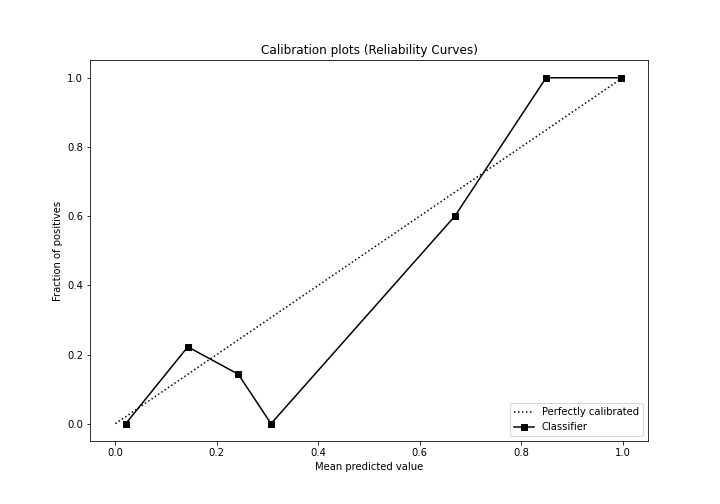 Calibration plots (Reliability Curves)
1.0
0.8
0.6
0.4
0.2
0.0
Fraction of positives
0.0 0.2 0.4 0.6 0.8 1.0
Mean predicted value
Perfectly calibrated
Classifier